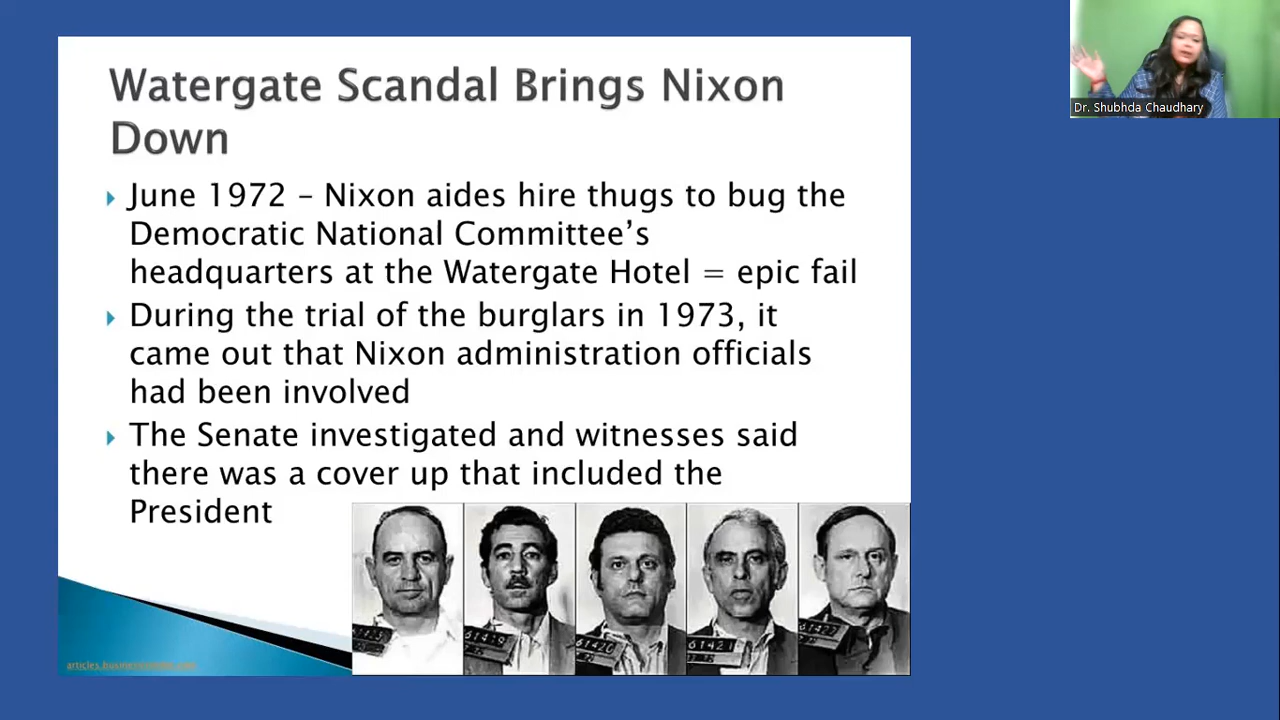 Watergate Scandal Brings Nixon
Down
June 1972 – Nixon aides hire thugs to bug the
Democratic National Committee’s
headquarters at the Watergate Hotel = epic fail
During the trial of the burglars in 1973, it
came out that Nixon administration officials
had been involved
The Senate investigated and witnesses said
there was a cover up that included the
President
61419
61420
61421
Dr. Shubhda Chaudhary